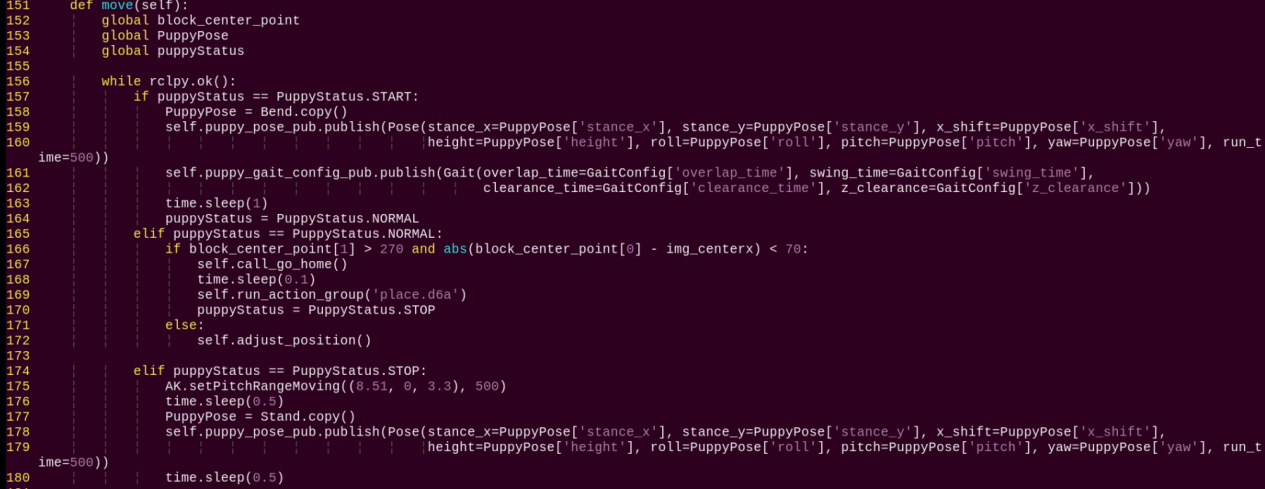 151     def move(self):
152         global block_center_point
153         global PuppyPose
154         global puppyStatus
155
156         while rclpy.ok():
157             if puppyStatus == PuppyStatus.START:
158                 PuppyPose = Bend.copy()
159                 self.puppy_pose_pub.publish(Pose(stance_x=PuppyPose['stance_x'], stance_y=PuppyPose['stance_y'], x_shift=PuppyPose['x_shift'],
160                                                  height=PuppyPose['height'], roll=PuppyPose['roll'], pitch=PuppyPose['pitch'], yaw=PuppyPose['yaw'], run_t
ime=500))
161                 self.puppy_gait_config_pub.publish(Gait(overlap_time=GaitConfig['overlap_time'], swing_time=GaitConfig['swing_time'],
162                                                         clearance_time=GaitConfig['clearance_time'], z_clearance=GaitConfig['z_clearance']))
163                 time.sleep(1)
164                 puppyStatus = PuppyStatus.NORMAL
165             elif puppyStatus == PuppyStatus.NORMAL:
166                 if block_center_point[1] > 270 and abs(block_center_point[0] - img_centerx) < 70:
167                     self.call_go_home()
168                     time.sleep(0.1)
169                     self.run_action_group('place.d6a')
170                     puppyStatus = PuppyStatus.STOP
171                 else:
172                     self.adjust_position()
173
174             elif puppyStatus == PuppyStatus.STOP:
175                 AK.setPitchRangeMoving((8.51, 0, 3.3), 500)
176                 time.sleep(0.5)
177                 PuppyPose = Stand.copy()
178                 self.puppy_pose_pub.publish(Pose(stance_x=PuppyPose['stance_x'], stance_y=PuppyPose['stance_y'], x_shift=PuppyPose['x_shift'],
179                                                  height=PuppyPose['height'], roll=PuppyPose['roll'], pitch=PuppyPose['pitch'], yaw=PuppyPose['yaw'], run_t
ime=500))
180                 time.sleep(0.5)